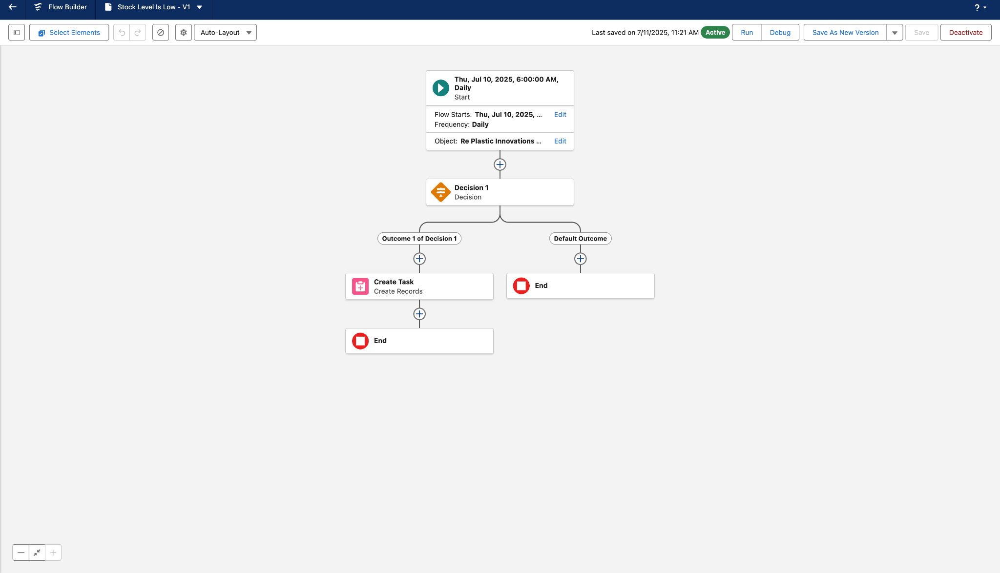 Flow Builder
Stock Level Is Low - V1
?
Select Elements
Auto-Layout
Last saved on 7/11/2025, 11:21 AM
Active
Run
Debug
Save As New Version
Save
Deactivate
Thu, Jul 10, 2025, 6:00:00 AM,
Daily
Start
Flow Starts: Thu, Jul 10, 2025, ...
Edit
Frequency: Daily
Object: Re Plastic Innovations ...
Edit
Decision 1
Decision
Outcome 1 of Decision 1
Default Outcome
Create Task
Create Records
End
End